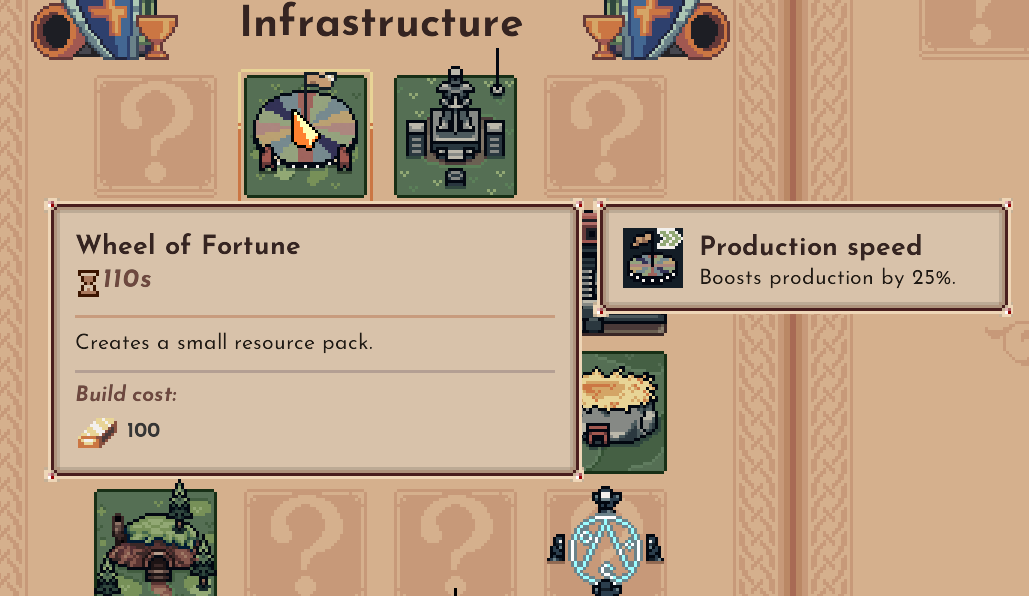 Infrastructure
?
?
Wheel of Fortune
110s
Creates a small resource pack.
Build cost:
100
Production speed
Boosts production by 25%.
?
?